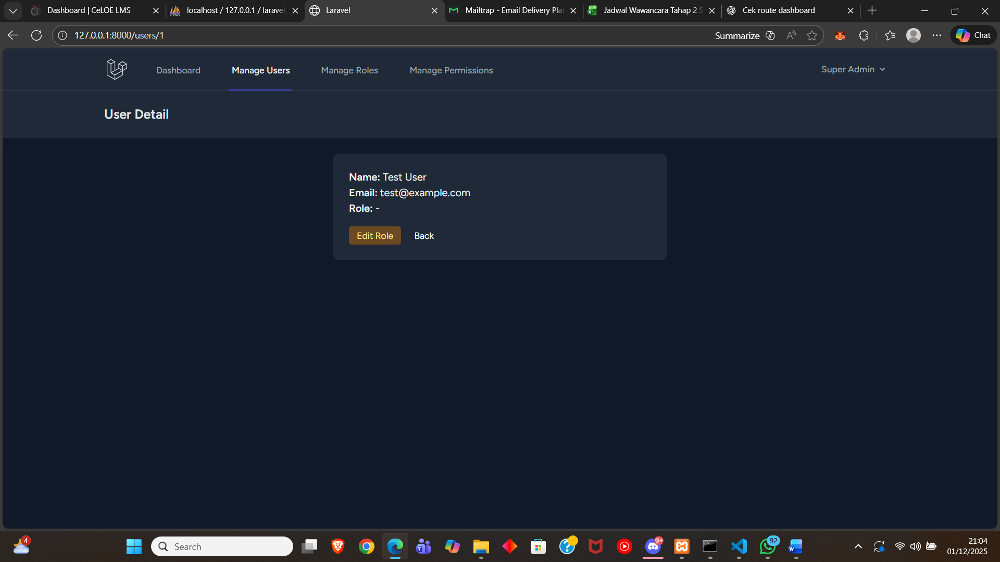 Dashboard | CeLOE LMS
localhost / 127.0.0.1 / laravel
Laravel
Mailtrap - Email Delivery Plat
Jadwal Wawancara Tahap 2 S
Cek route dashboard
127.0.0.1:8000/users/1
Summarize
Chat
Dashboard
Manage Users
Manage Roles
Manage Permissions
Super Admin
User Detail
Name: Test User
Email: test@example.com
Role: -
Edit Role
Back
4
Search
9+
92
21:04
01/12/2025